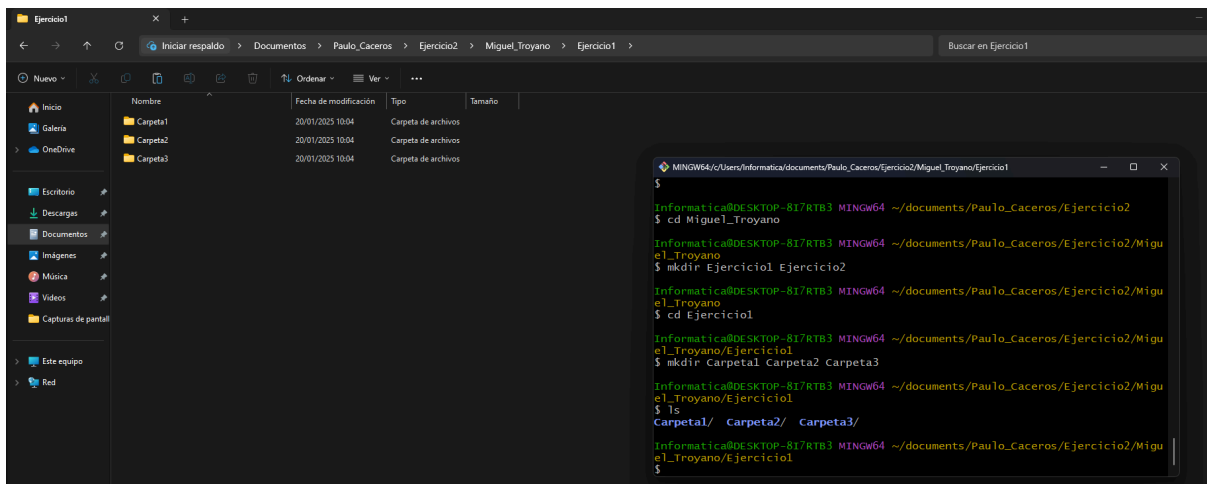 Ejercicio1
Iniciar respaldo > Documentos > Paulo_Caceros > Ejercicio2 > Miguel_Troyano > Ejercicio1 >
Buscar en Ejercicio1
Nuevo
Ordenar
Ver
Inicio
Galería
OneDrive
Escritorio
Descargas
Documentos
Imágenes
Música
Videos
Capturas de pantall
Este equipo
Red
Nombre Fecha de modificación Tipo Tamaño
Carpeta1 20/01/2025 10:04 Carpeta de archivos
Carpeta2 20/01/2025 10:04 Carpeta de archivos
Carpeta3 20/01/2025 10:04 Carpeta de archivos
MINGW64:/c/Users/Informatica/documents/Paulo_Caceros/Ejercicio2/Miguel_Troyano/Ejercicio1
$
Informatica@DESKTOP-8I7RTB3 MINGW64 ~/documents/Paulo_Caceros/Ejercicio2
$ cd Miguel_Troyano
Informatica@DESKTOP-8I7RTB3 MINGW64 ~/documents/Paulo_Caceros/Ejercicio2/Migu
el_Troyano
$ mkdir Ejercicio1 Ejercicio2
Informatica@DESKTOP-8I7RTB3 MINGW64 ~/documents/Paulo_Caceros/Ejercicio2/Migu
el_Troyano
$ cd Ejercicio1
Informatica@DESKTOP-8I7RTB3 MINGW64 ~/documents/Paulo_Caceros/Ejercicio2/Migu
el_Troyano/Ejercicio1
$ mkdir Carpeta1 Carpeta2 Carpeta3
Informatica@DESKTOP-8I7RTB3 MINGW64 ~/documents/Paulo_Caceros/Ejercicio2/Migu
el_Troyano/Ejercicio1
$ ls
Carpeta1/ Carpeta2/ Carpeta3/
Informatica@DESKTOP-8I7RTB3 MINGW64 ~/documents/Paulo_Caceros/Ejercicio2/Migu
el_Troyano/Ejercicio1
$